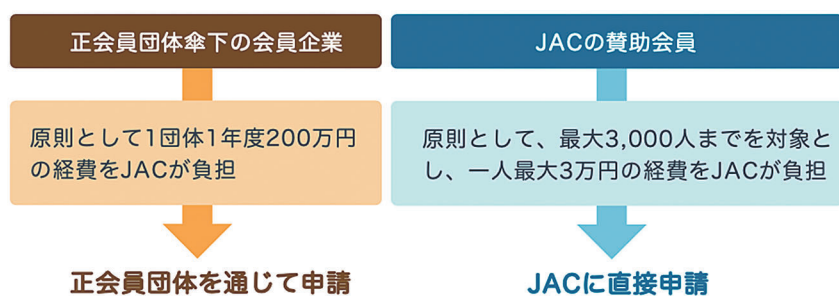 正会員団体傘下の会員企業
原則として1団体1年度200万円
の経費をJACが負担
正会員団体を通じて申請
JACの賛助会員
原則として、最大3,000人までを対象と
し、一人最大3万円の経費をJACが負担
JACに直接申請